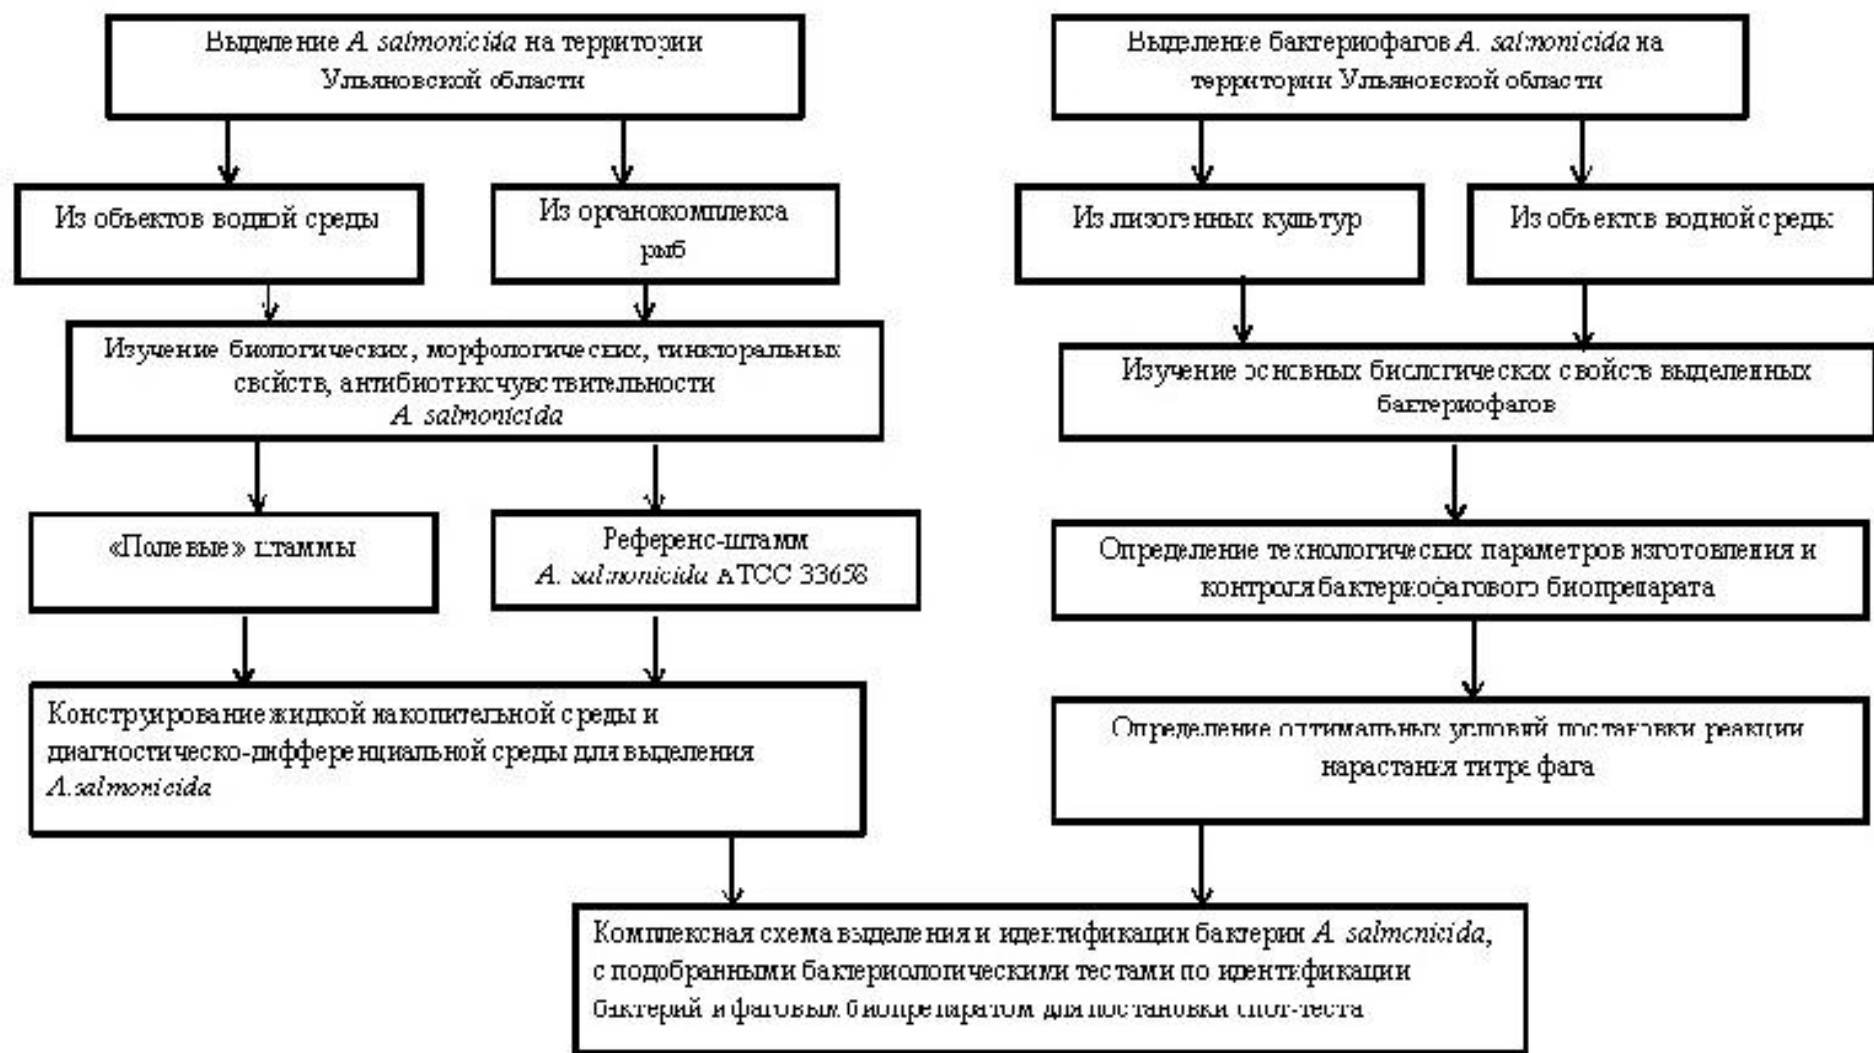 Выделение A. salmonicida на территории
Ульяновской области
Выделение бактериофагов A. salmonicida на
территории Ульяновской области
Из объектов водной среды
Из органокомплекса
рыб
Из лизогенных культур
Из объектов водной среды
Изучение биологических, морфологических, тинкторальных
свойств, антибиотикочувствительности
A. salmonicida
Изучение основных биологических свойств выделенных
бактериофагов
«Полевые» штаммы
Референс-штамм
A. salmonicida ATCC 33658
Определение технологических параметров изготовления и
контроля бактериофагового биопрепарата
Конструирование жидкой накопительной среды и
диагностическо-дифференциальной среды для выделения
A.salmonicida
Определение оптимальных условий постановки реакции
нарастания титра фага
Комплексная схема выделения и идентификации бактерии A. salmonicida,
с подобранными бактериологическими тестами по идентификации
бактерий и фаговым биопрепаратом для постановки спот-теста